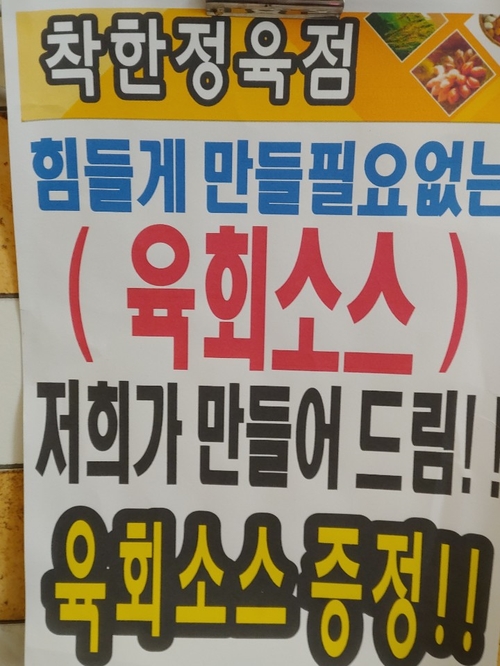 착한정육점
힘들게 만들필요없는
( 육회소스 )
저희가 만들어 드림! !
육회소스 증정!!